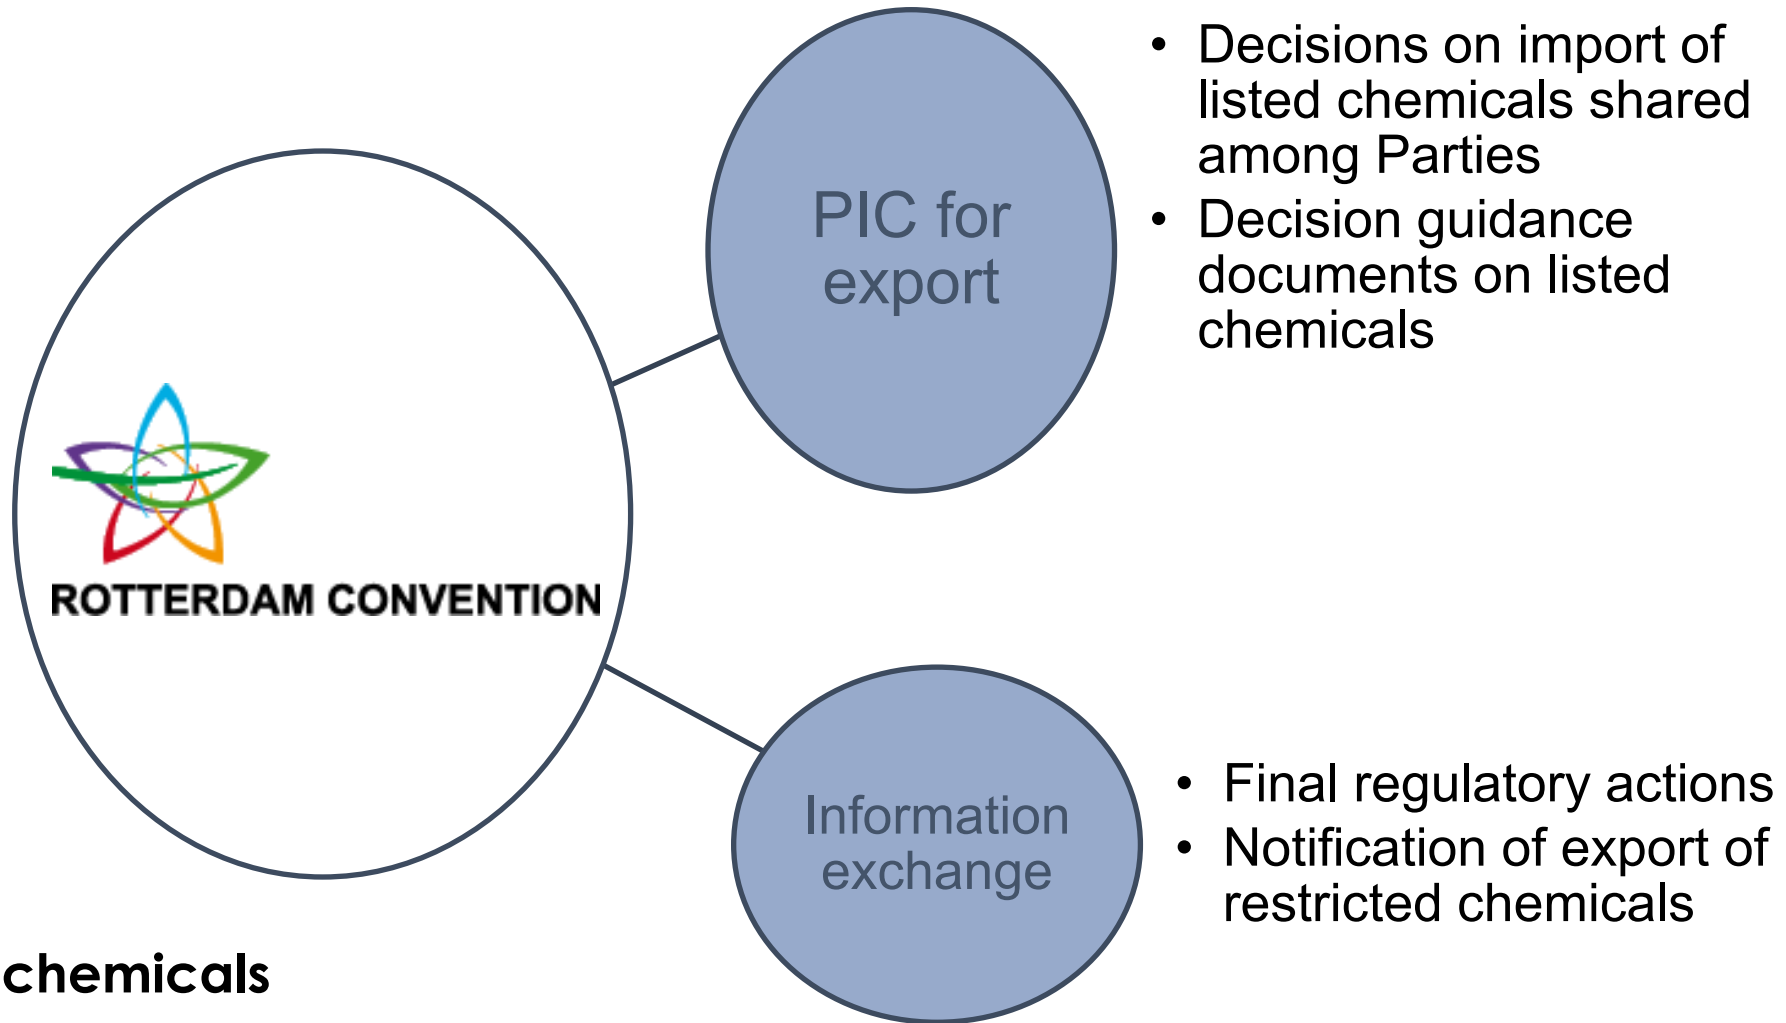 PIC for
export
• Decisions on import of
listed chemicals shared
among Parties
• Decision guidance
documents on listed
chemicals
ROTTERDAM CONVENTION
Information
exchange
• Final regulatory actions
• Notification of export of
restricted chemicals
chemicals